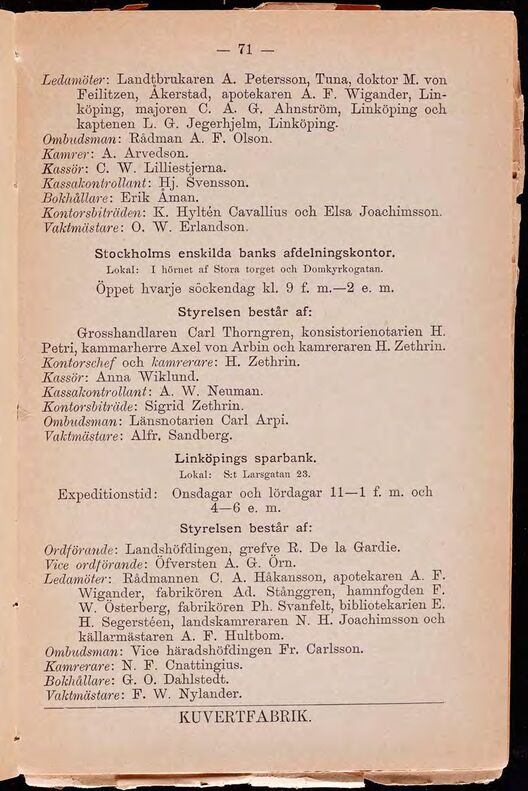 — 71 —
Ledamöter: Landtbrukaren A. Petersson, Tuna, doktor M. von
Feilitzen, Åkerstad, apotekaren A. F. Wigander, Lin-
köping, majoren C. A. G. Ahnström, Linköping och
kaptenen L. G. Jegerhjelm, Linköping.
Ombudsman: Rådman A. F. Olson.
Kamrer: A. Arvedson.
Kassör: C. W. Lilliestjerna.
Kassakontrollant: Hj. Svensson.
Bokhållare: Erik Åman.
Kontorsbiträden: K. Hyltén Cavallius och Elsa Joachimsson.
Vaktmästare: O. W. Erlandson.
Stockholms enskilda banks afdelningskontor.
Lokal: I hörnet af Stora torget och Domkyrkogatan.
Öppet hvarje söckendag kl. 9 f. m.—2 e. m.
Styrelsen består af:
Grosshandlaren Carl Thorngren, konsistorienotarien H.
Petri, kammarherre Axel von Arbin och kamreraren H. Zethrin.
Kontorschef och kamrerare: H. Zethrin.
Kassör: Anna Wiklund.
Kassakontrollant: A. W. Neuman.
Kontorsbiträde: Sigrid Zethrin.
Ombudsman: Länsnotarien Carl Arpi.
Vaktmästare: Alfr. Sandberg.
Linköpings sparbank.
Lokal: S:t Larsgatan 23.
Expeditionstid: Onsdagar och lördagar 11—1 f. m. och
4—6 e. m.
Styrelsen består af:
Ordförande: Landshöfdingen, grefve R. De la Gardie.
Vice ordförande: Öfversten A. G. Örn.
Ledamöter: Rådmannen C. A. Håkansson, apotekaren A. F.
Wigander, fabrikören Ad. Stånggren, hamnfogden F.
W. Österberg, fabrikören Ph. Svanfelt, bibliotekarien E.
H. Segerstéen, landskamreraren N. H. Joachimsson och
källarmästaren A. F. Hultbom.
Ombudsman: Vice häradshöfdingen Fr. Carlsson.
Kamrerare: N. F. Cnattingius.
Bokhållare: G. O. Dahlstedt.
Vaktmästare: F. W. Nylander.
KUVERTFABRIK.